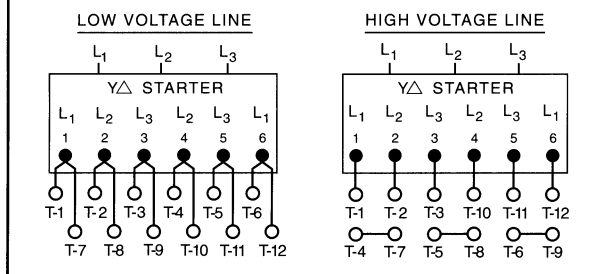 LOW VOLTAGE LINE
L1 L2 L3
Y△ STARTER
L1 L2 L3 L2 L3 L1
1 2 3 4 5 6
T-1 T-2 T-3 T-4 T-5 T-6
T-7 T-8 T-9 T-10 T-11 T-12
HIGH VOLTAGE LINE
L1 L2 L3
Y△ STARTER
L1 L2 L3 L2 L3 L1
1 2 3 4 5 6
T-1 T-2 T-3 T-10 T-11 T-12
T-4 T-7 T-5 T-8 T-6 T-9